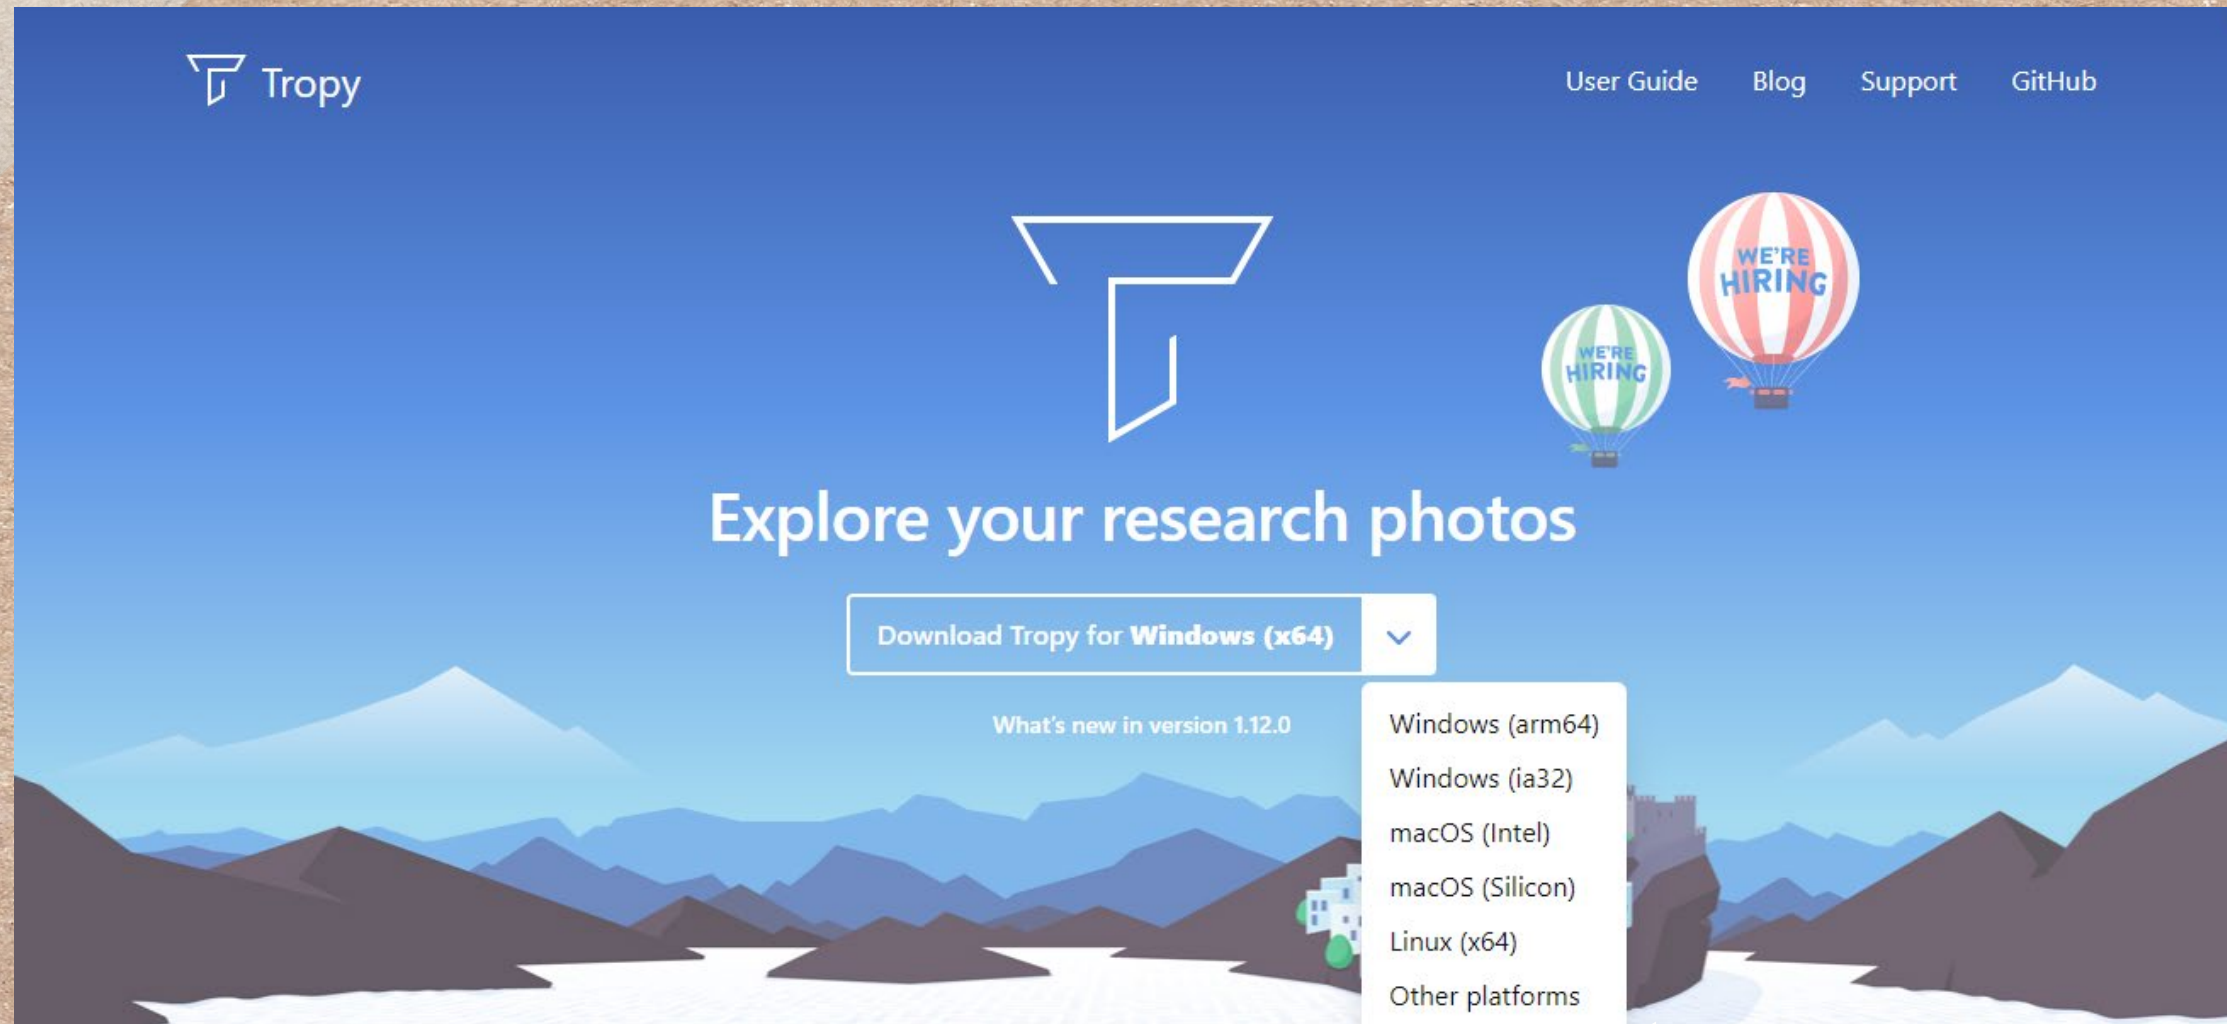 Tropy
User Guide
Blog
Support
GitHub
WE'RE
HIRING
WE'RE
HIRING
Explore your research photos
Download Tropy for Windows (x64)
What's new in version 1.12.0
Windows (arm64)
Windows (ia32)
macOS (Intel)
macOS (Silicon)
Linux (x64)
Other platforms